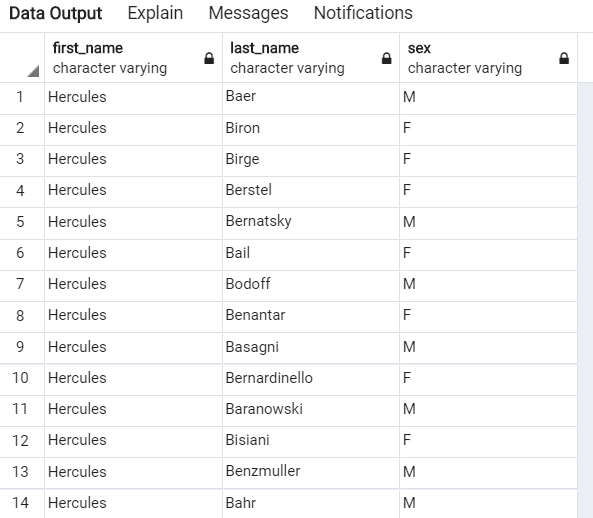 Data Output Explain Messages Notifications
first_name last_name sex
character varying character varying character varying
1 Hercules Baer M
2 Hercules Biron F
3 Hercules Birge F
4 Hercules Berstel F
5 Hercules Bernatsky M
6 Hercules Bail F
7 Hercules Bodoff M
8 Hercules Benantar F
9 Hercules Basagni M
10 Hercules Bernardinello F
11 Hercules Baranowski M
12 Hercules Bisiani F
13 Hercules Benzmuller M
14 Hercules Bahr M